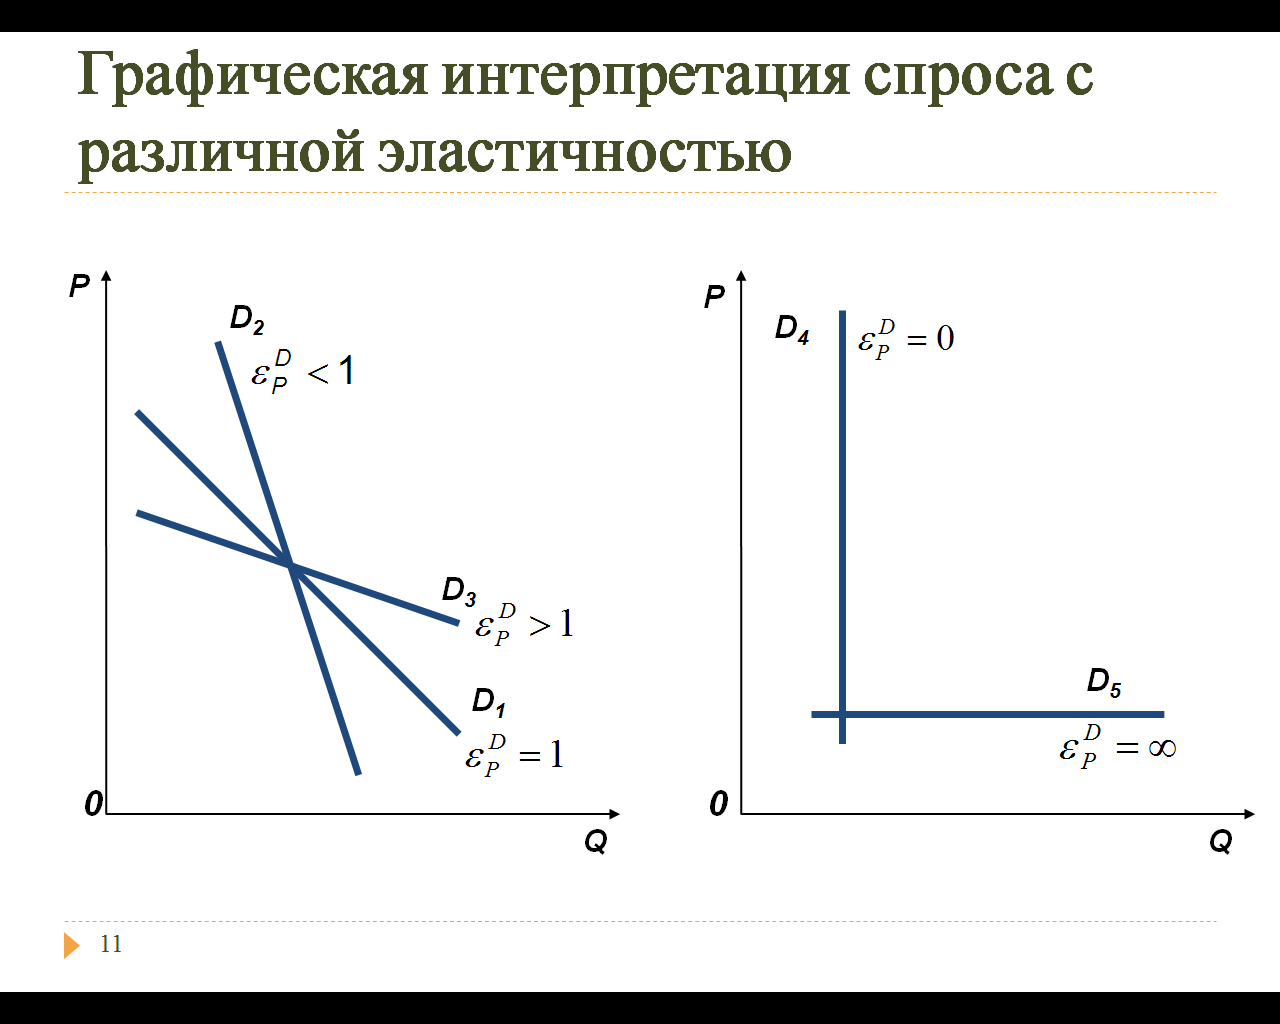 Графическая интерпретация спроса с
различной эластичностью
P
D₂
ε_P^D < 1
D₃
ε_P^D > 1
D₁
ε_P^D = 1
0
Q
P
D₄
ε_P^D = 0
D₅
ε_P^D = ∞
0
Q
11